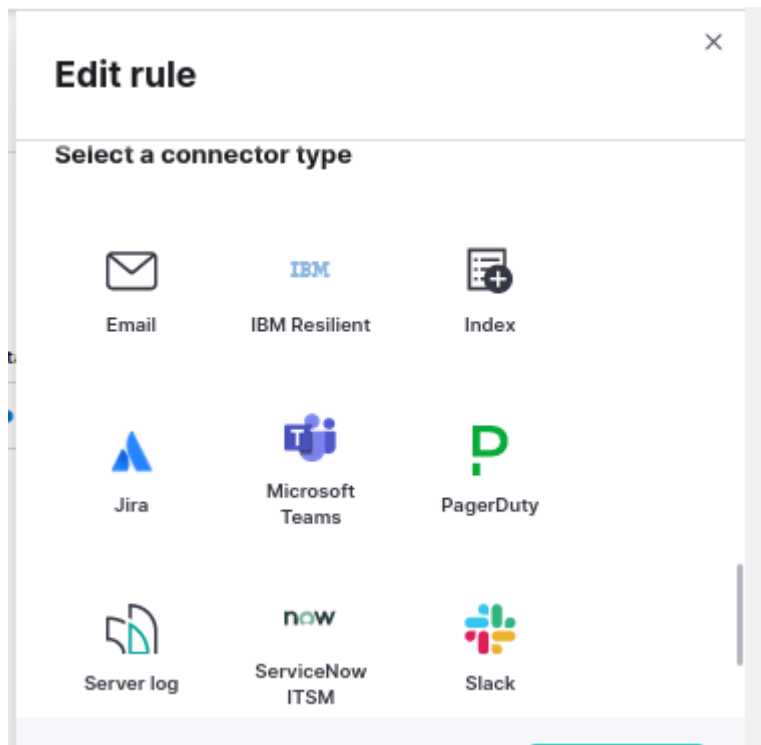 Edit rule
Select a connector type
IBM
Email
IBM Resilient
Index
T
P
Jira
Microsoft
Teams
PagerDuty
now
Server log
ServiceNow
ITSM
Slack